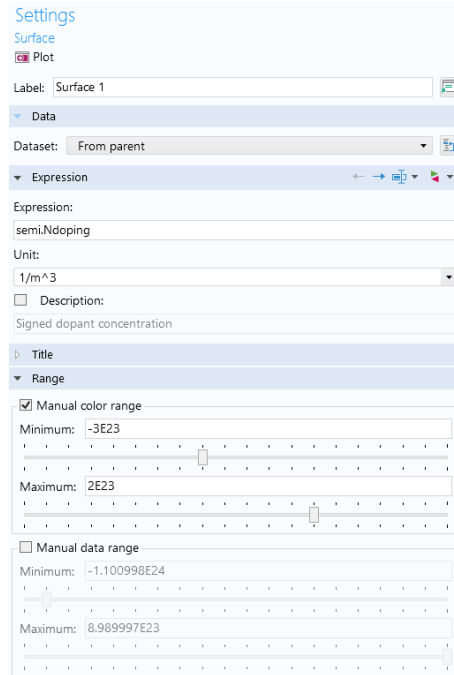 Settings
Surface
Plot
Label: Surface 1
Data
Dataset: From parent
Expression
Expression:
semi.Ndoping
Unit:
1/m^3
Description:
Signed dopant concentration
Title
Range
Manual color range
Minimum: -3E23
Maximum: 2E23
Manual data range
Minimum: -1.100998E24
Maximum: 8.989997E23